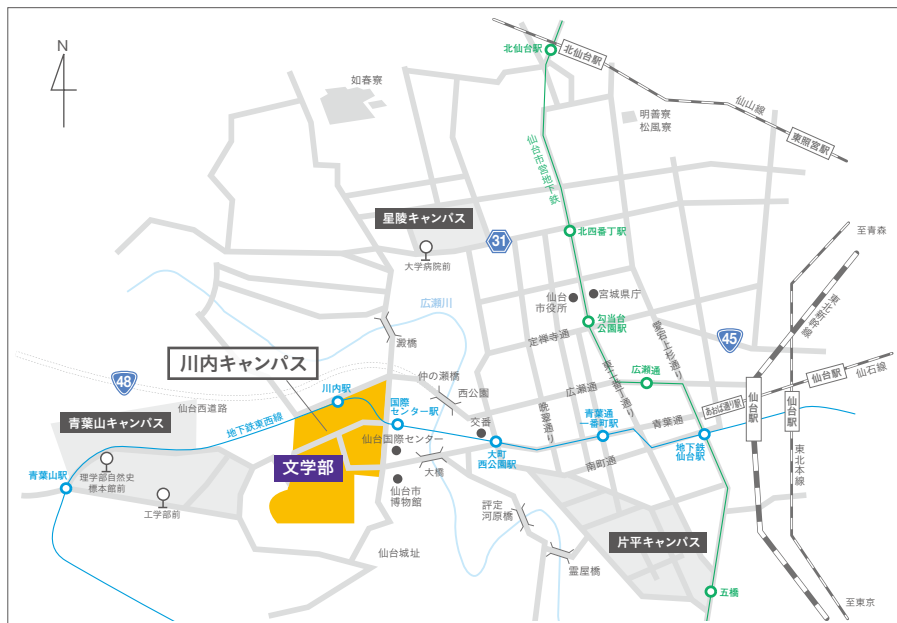 N
如春寮
北仙台駅
北仙台駅
仙山線
東照宮駅
明善寮
松風寮
仙台市営地下鉄
星陵キャンパス
大学病院前
31
北四番丁駅
至青森
広瀬川
仙台
市役所
宮城県庁
勾当台
公園駅
東北新幹線
澱橋
定禅寺通
愛宕上杉通り
45
川内キャンパス
48
仲の瀬橋
西公園
広瀬通
東二番丁通り
広瀬通
仙台駅
仙石線
あおば通り駅
仙台駅
仙台駅
仙台西道路
川内駅
国際
センター駅
交番
晩翠通り
青葉通
一番町駅
青葉通
青葉山キャンパス
地下鉄東西線
仙台国際センター
大町
西公園駅
地下鉄
仙台駅
東北本線
青葉山駅
理学部自然史
標本館前
文学部
大橋
南町通
工学部前
仙台市
博物館
評定
河原橋
片平キャンパス
仙台城址
霊屋橋
五橋
至東京